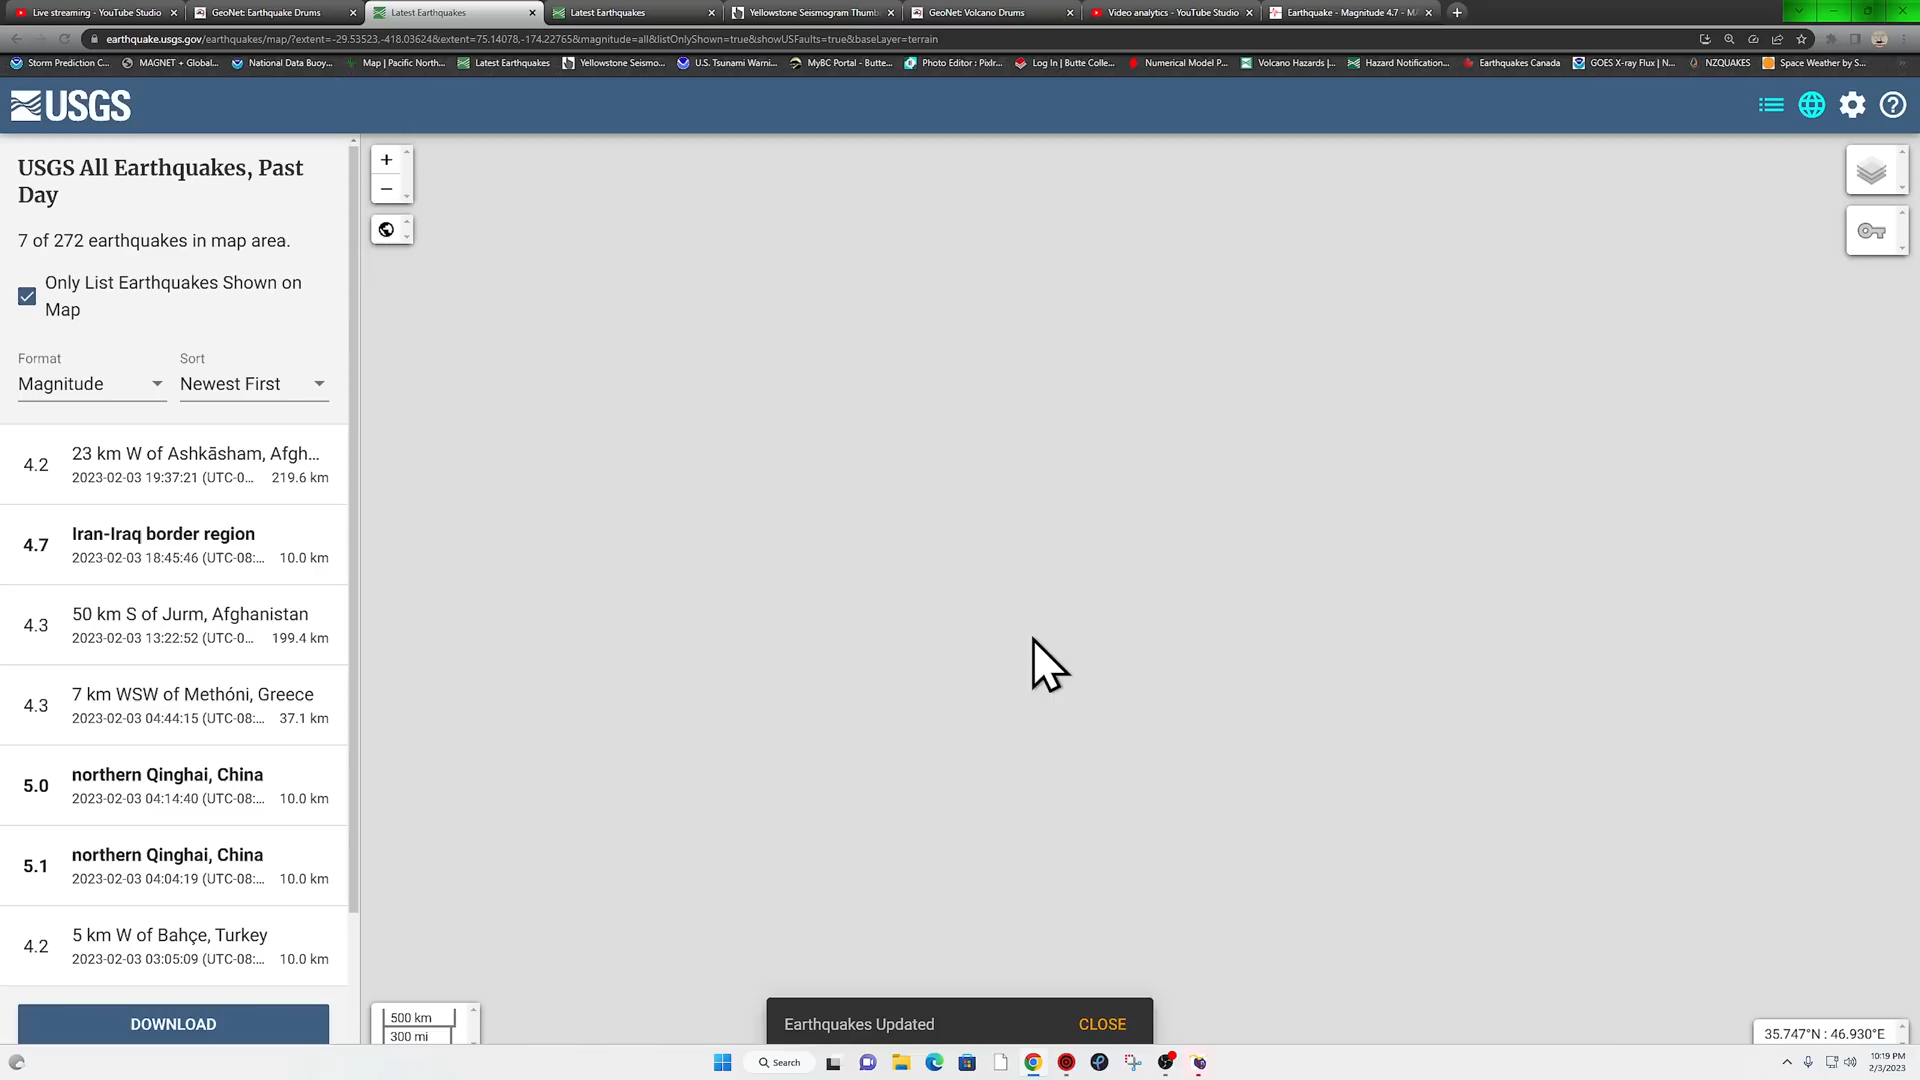 Live streaming - YouTube Studio
GeoNet: Earthquake Drums
Latest Earthquakes
Latest Earthquakes
Yellowstone Seismogram Thumb
GeoNet: Volcano Drums
Video analytics - YouTube Studio
Earthquake - Magnitude 4.7 - M
earthquake.usgs.gov/earthquakes/map/?extent=-29.53523,-418.03624&extent=75.14078,-174.22765&magnitude=all&listOnlyShown=true&showUSFaults=true&baseLayer=terrain
Storm Prediction C...
MAGNET + Global...
National Data Buoy...
Map | Pacific North...
Latest Earthquakes
Yellowstone Seismo...
U.S. Tsunami Warni...
MyBC Portal - Butte...
Photo Editor : Pixlr...
Log In | Butte Colle...
Numerical Model P...
Volcano Hazards |...
Hazard Notification...
Earthquakes Canada
GOES X-ray Flux | N...
NZQUAKES
Space Weather by S...
USGS
USGS All Earthquakes, Past
Day
7 of 272 earthquakes in map area.
Only List Earthquakes Shown on
Map
Format
Sort
Magnitude
Newest First
4.2
23 km W of Ashkāsham, Afgh...
2023-02-03 19:37:21 (UTC-0... 219.6 km
4.7
Iran-Iraq border region
2023-02-03 18:45:46 (UTC-08:... 10.0 km
4.3
50 km S of Jurm, Afghanistan
2023-02-03 13:22:52 (UTC-0... 199.4 km
4.3
7 km WSW of Methóni, Greece
2023-02-03 04:44:15 (UTC-08:... 37.1 km
5.0
northern Qinghai, China
2023-02-03 04:14:40 (UTC-08:... 10.0 km
5.1
northern Qinghai, China
2023-02-03 04:04:19 (UTC-08:... 10.0 km
4.2
5 km W of Bahçe, Turkey
2023-02-03 03:05:09 (UTC-08:... 10.0 km
DOWNLOAD
500 km
300 mi
Earthquakes Updated
CLOSE
35.747°N : 46.930°E
Search
10:19 PM
2/3/2023